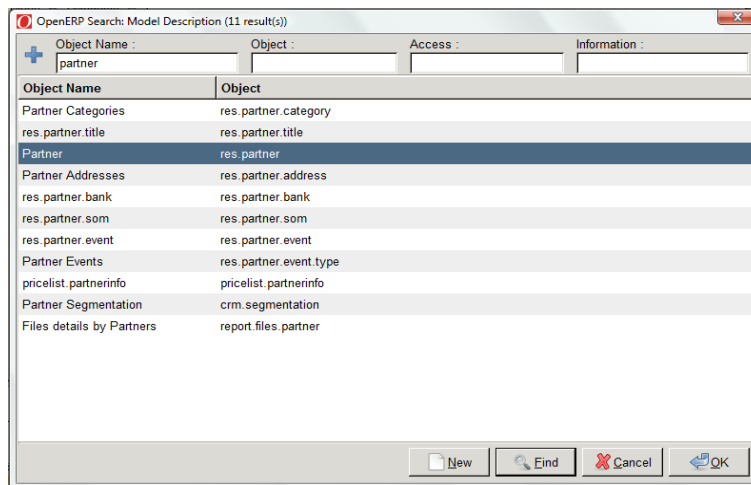 OpenERP Search: Model Description (11 result(s))
Object Name : Object : Access : Information :
partner
Object Name Object
Partner Categories res.partner.category
res.partner.title res.partner.title
Partner res.partner
Partner Addresses res.partner.address
res.partner.bank res.partner.bank
res.partner.som res.partner.som
res.partner.event res.partner.event
Partner Events res.partner.event.type
pricelist.partnerinfo pricelist.partnerinfo
Partner Segmentation crm.segmentation
Files details by Partners report.files.partner
New Find Cancel OK